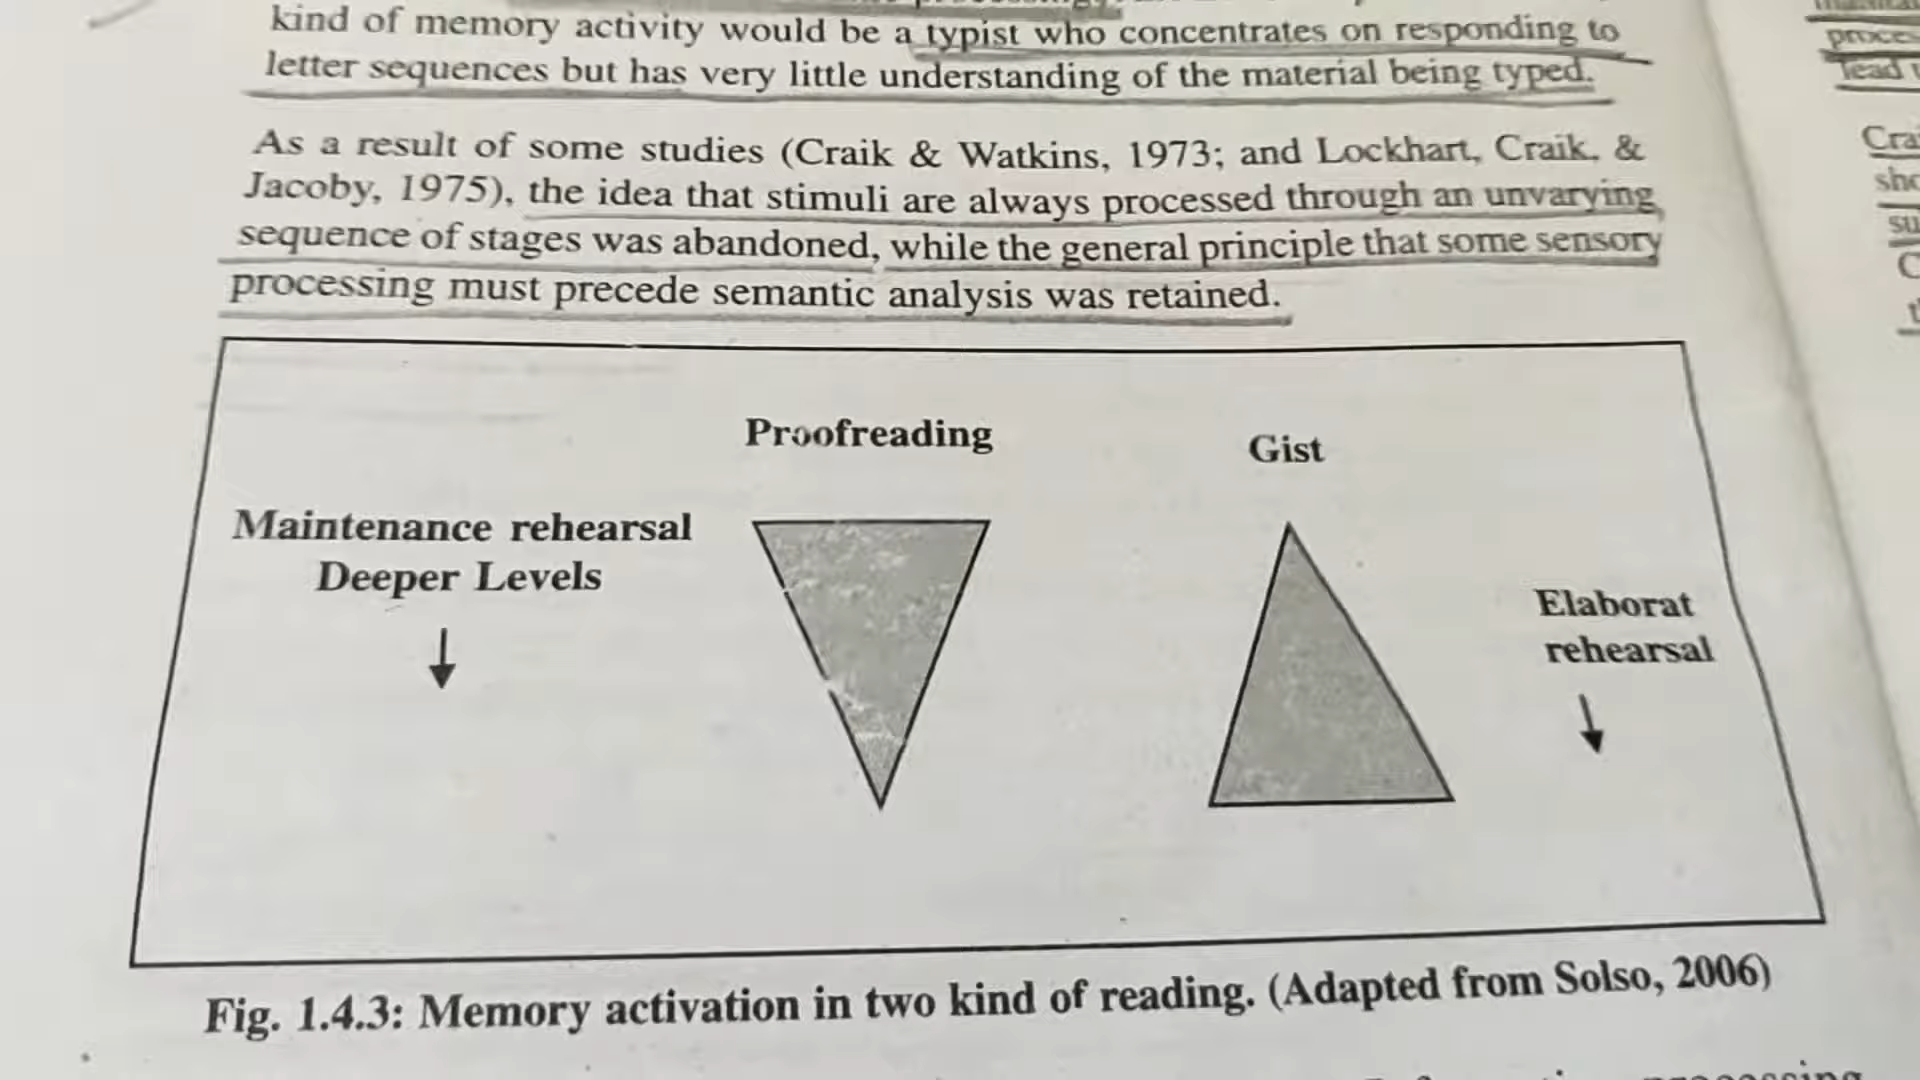 kind of memory activity would be a typist who concentrates on responding to
letter sequences but has very little understanding of the material being typed.
As a result of some studies (Craik & Watkins, 1973; and Lockhart, Craik, &
Jacoby, 1975), the idea that stimuli are always processed through an unvarying
sequence of stages was abandoned, while the general principle that some sensory
processing must precede semantic analysis was retained.
Proofreading
Gist
Maintenance rehearsal
Deeper Levels
Elaborat
rehearsal
Fig. 1.4.3: Memory activation in two kind of reading. (Adapted from Solso, 2006)